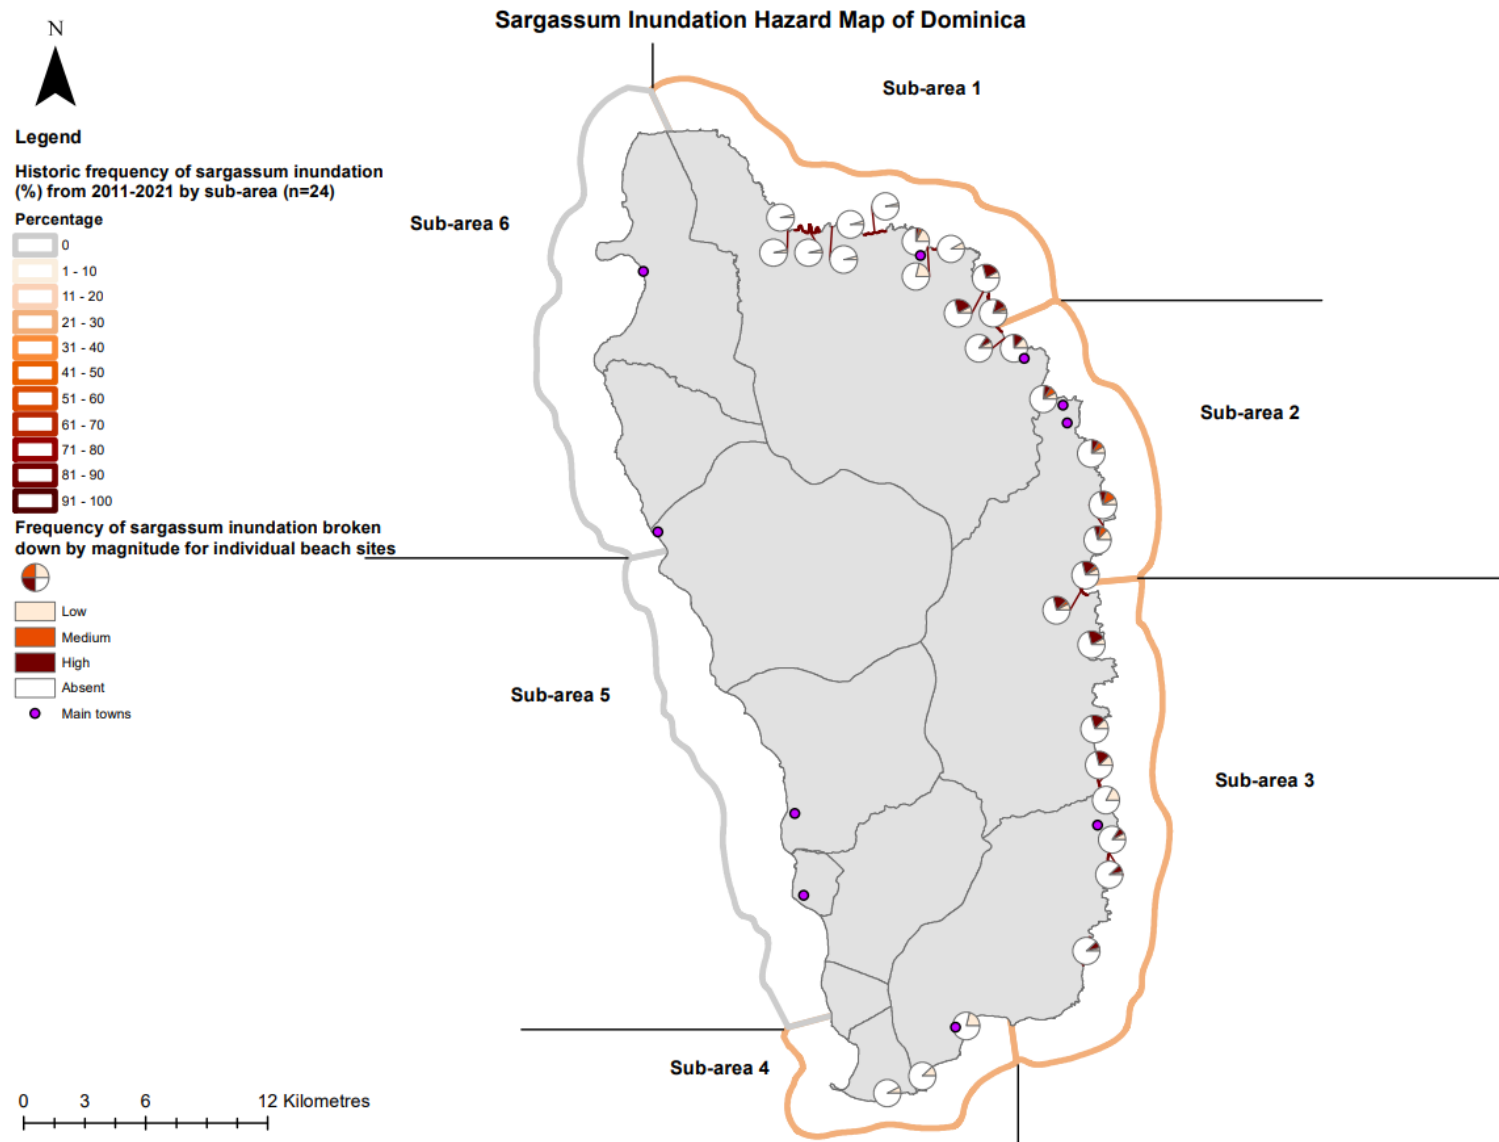 Sargassum Inundation Hazard Map of Dominica
N
Sub-area 1
Legend
Historic frequency of sargassum inundation
(%) from 2011-2021 by sub-area (n=24)
Percentage
0
1 - 10
11 - 20
21 - 30
31 - 40
41 - 50
51 - 60
61 - 70
71 - 80
81 - 90
91 - 100
Frequency of sargassum inundation broken
down by magnitude for individual beach sites
Low
Medium
High
Absent
Main towns
Sub-area 6
Sub-area 2
Sub-area 5
Sub-area 3
Sub-area 4
0 3 6 12 Kilometres